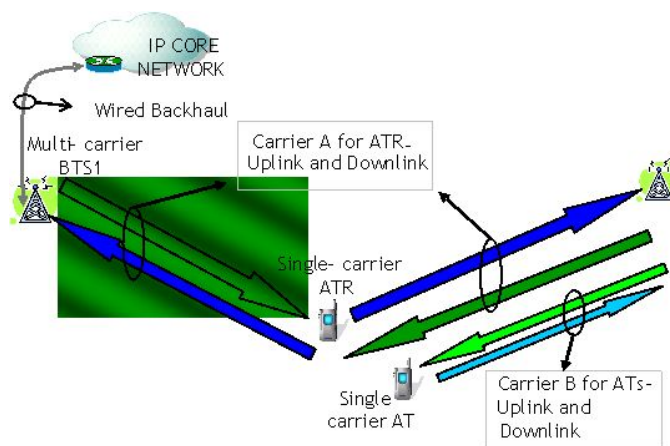 IP CORE
NETWORK
Wired Backhaul
Multi- carrier
BTS1
Carrier A for ATR-
Uplink and Downlink
Single- carrier
ATR
Single
carrier AT
Carrier B for ATs-
Uplink and
Downlink